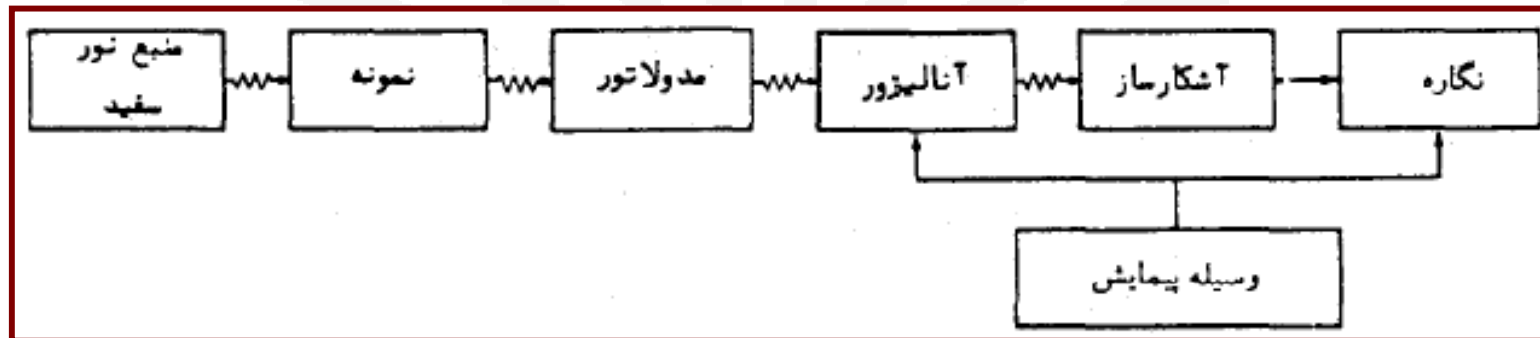 منبع نور
سفید
نمونه
مدولاتور
آنالیزور
آشکارساز
نگاره
وسیله پیمایش